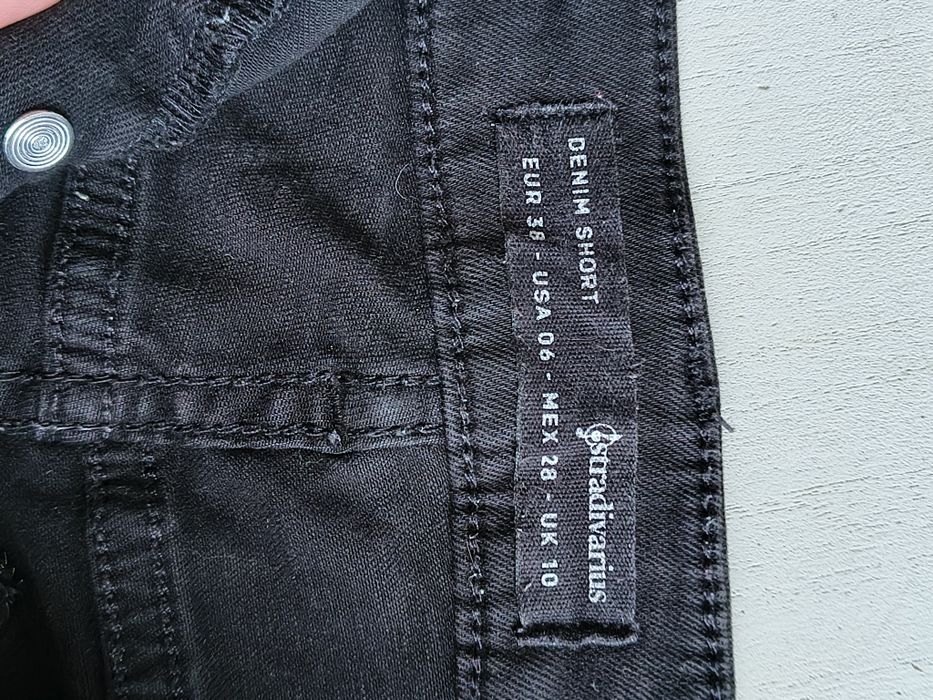 DENIM SHORT
stradivarius
EUR 38 - USA 06 - MEX 28 - UK 10